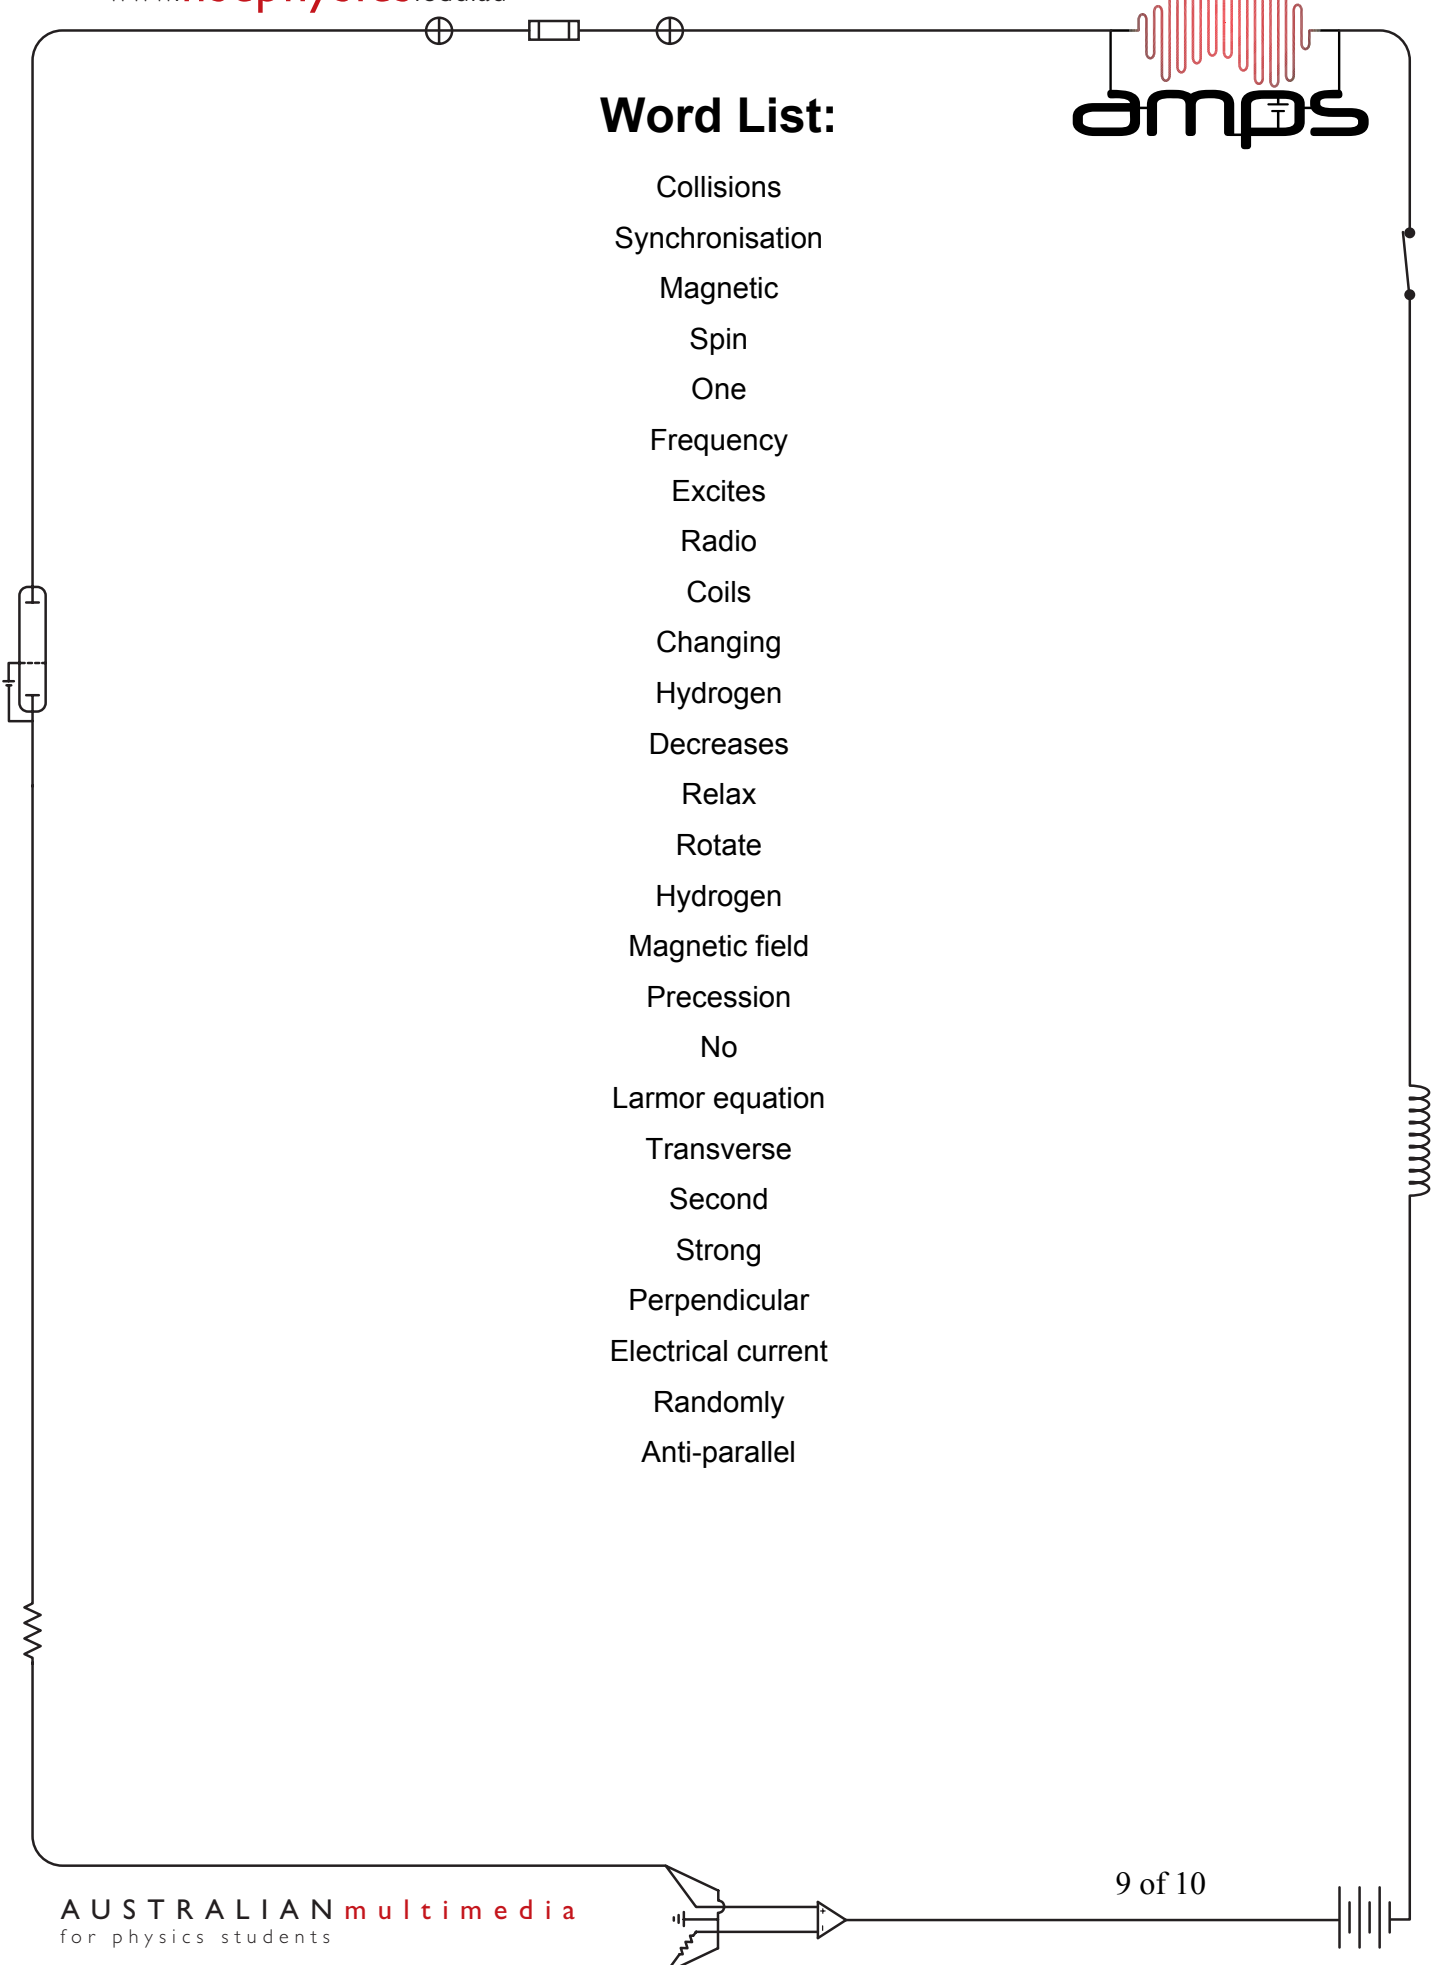 Word List:
amps
Collisions
Synchronisation
Magnetic
Spin
One
Frequency
Excites
Radio
Coils
Changing
Hydrogen
Decreases
Relax
Rotate
Hydrogen
Magnetic field
Precession
No
Larmor equation
Transverse
Second
Strong
Perpendicular
Electrical current
Randomly
Anti-parallel
9 of 10
AUSTRALIAN multimedia
for physics students